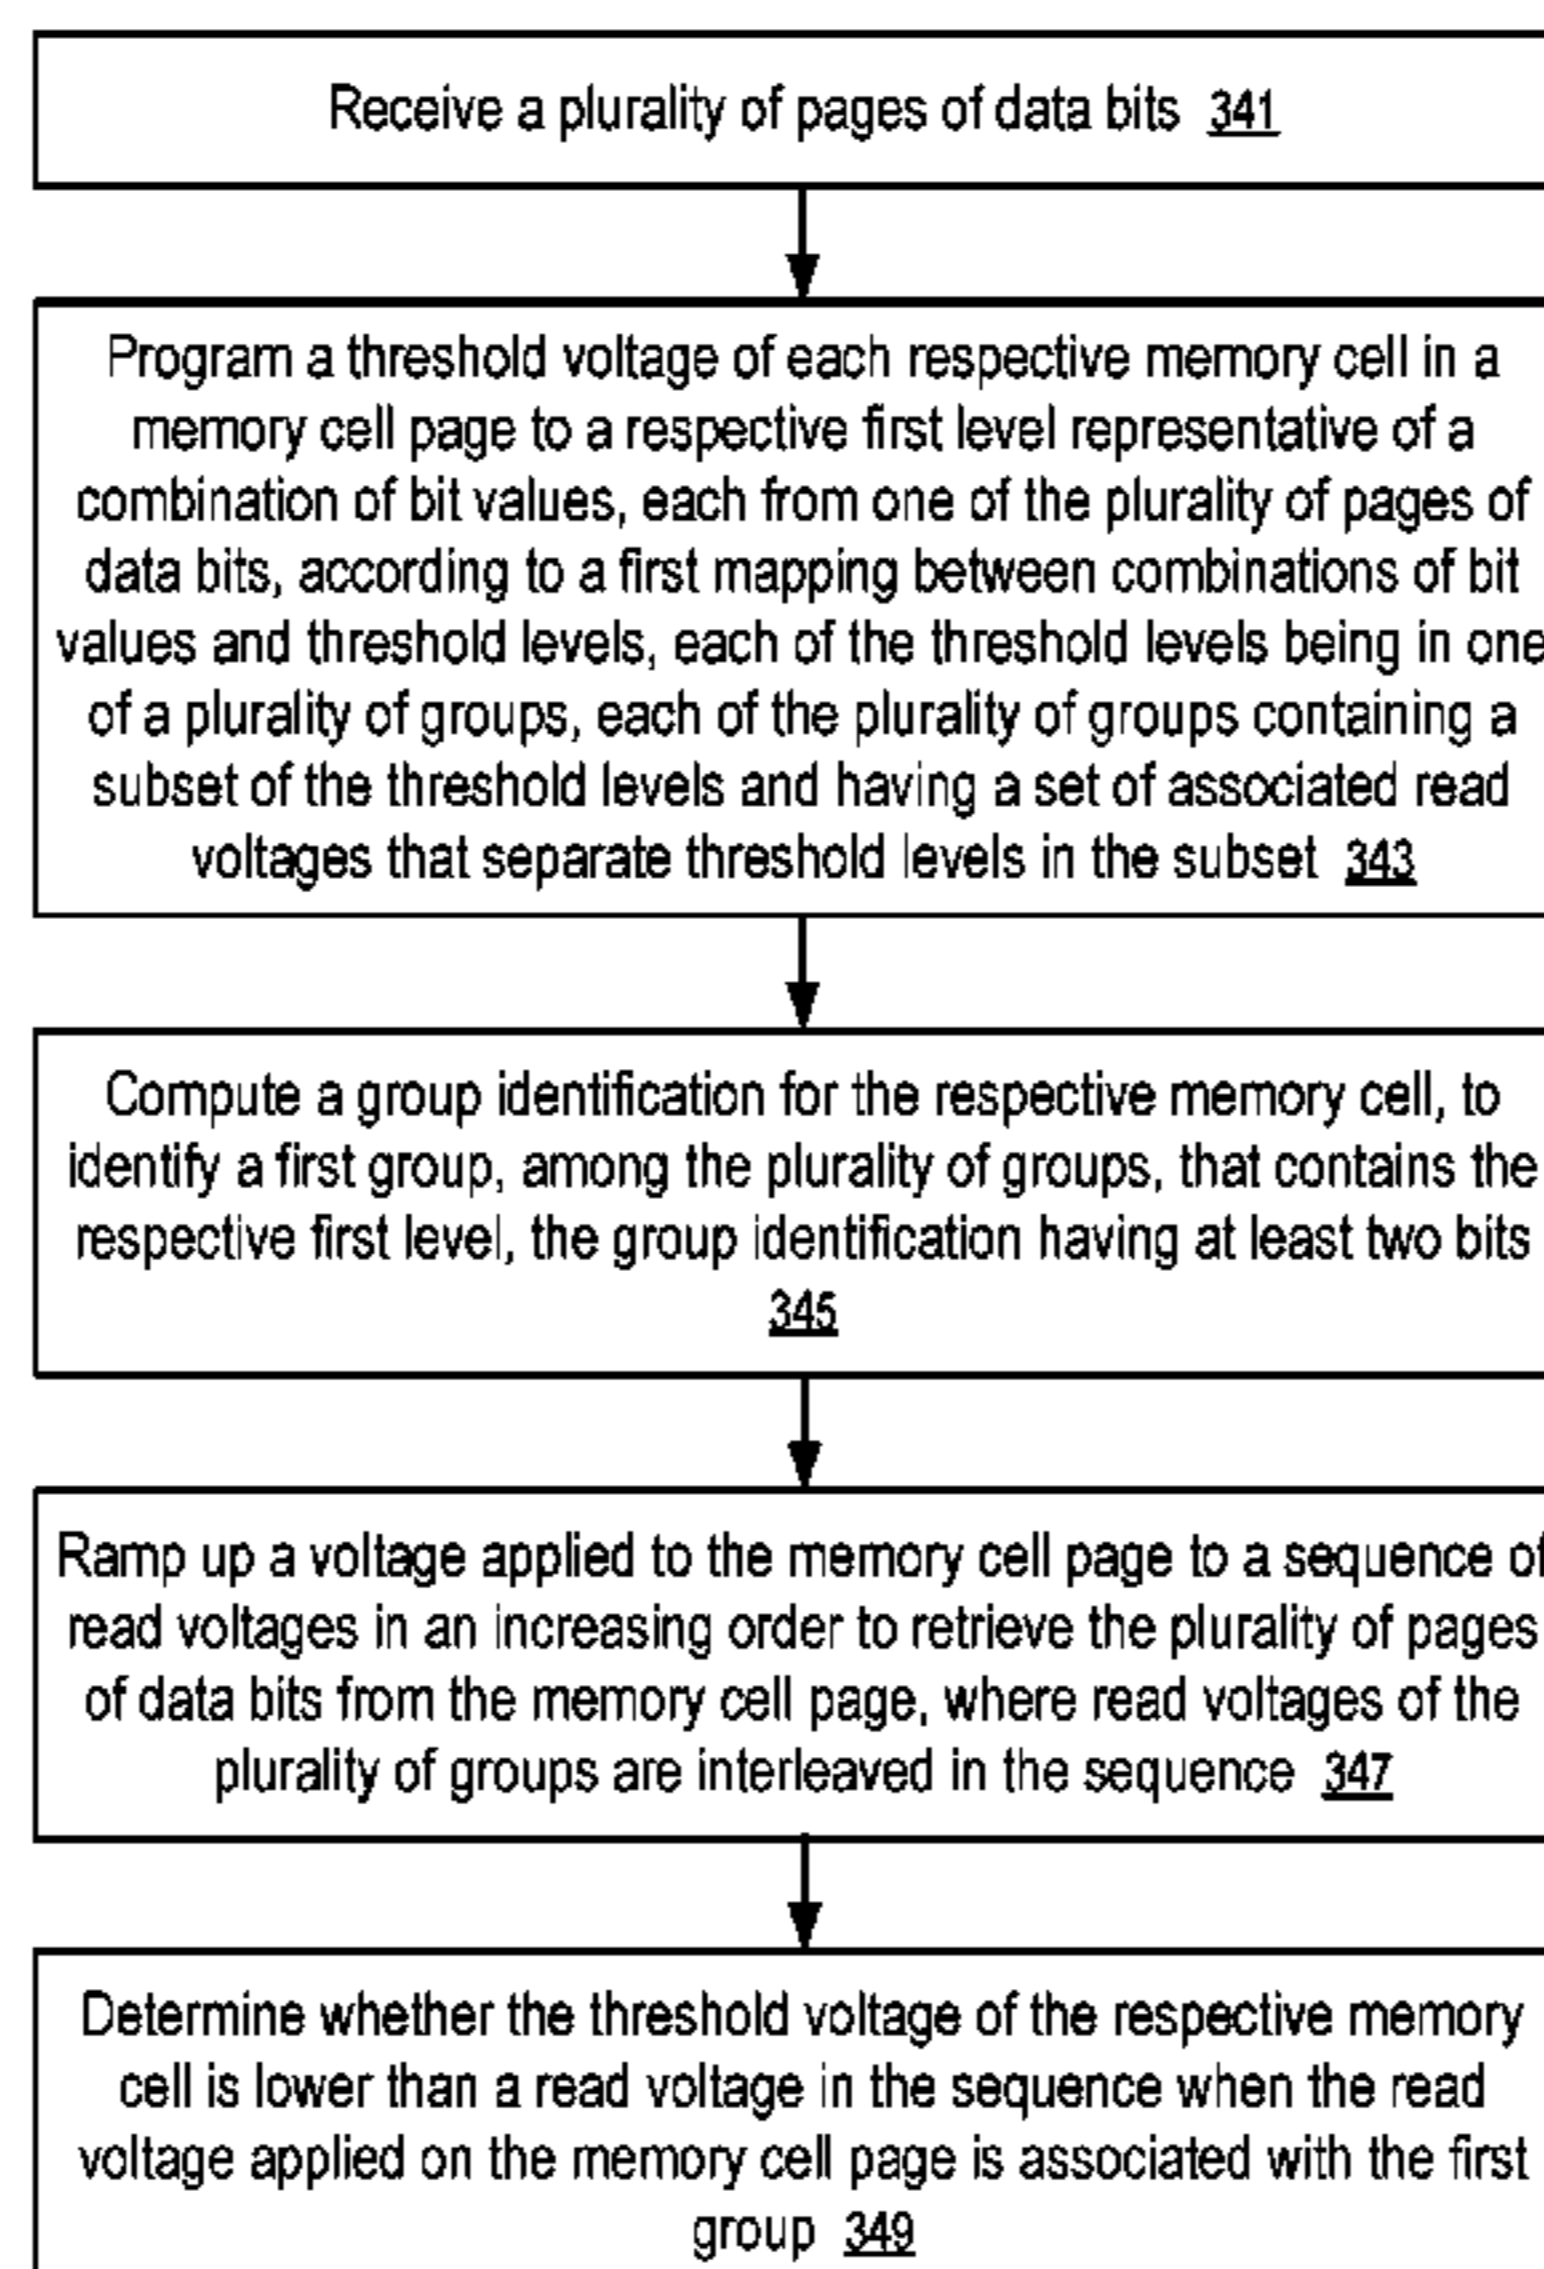 Receive a plurality of pages of data bits 341
Program a threshold voltage of each respective memory cell in a
memory cell page to a respective first level representative of a
combination of bit values, each from one of the plurality of pages of
data bits, according to a first mapping between combinations of bit
values and threshold levels, each of the threshold levels being in one
of a plurality of groups, each of the plurality of groups containing a
subset of the threshold levels and having a set of associated read
voltages that separate threshold levels in the subset 343
Compute a group identification for the respective memory cell, to
identify a first group, among the plurality of groups, that contains the
respective first level, the group identification having at least two bits
345
Ramp up a voltage applied to the memory cell page to a sequence of
read voltages in an increasing order to retrieve the plurality of pages
of data bits from the memory cell page, where read voltages of the
plurality of groups are interleaved in the sequence 347
Determine whether the threshold voltage of the respective memory
cell is lower than a read voltage in the sequence when the read
voltage applied on the memory cell page is associated with the first
group 349